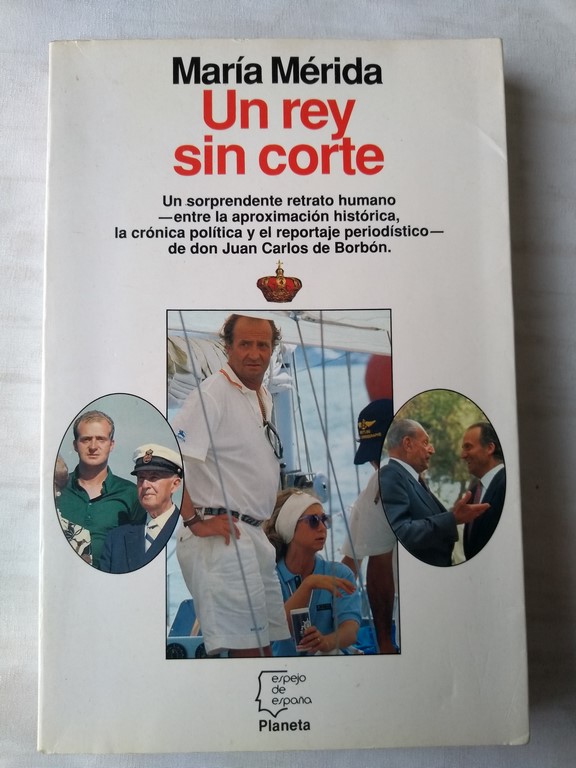 María Mérida
Un rey
sin corte
Un sorprendente retrato humano
—entre la aproximación histórica,
la crónica política y el reportaje periodístico—
de don Juan Carlos de Borbón.
espejo
de
españa
Planeta